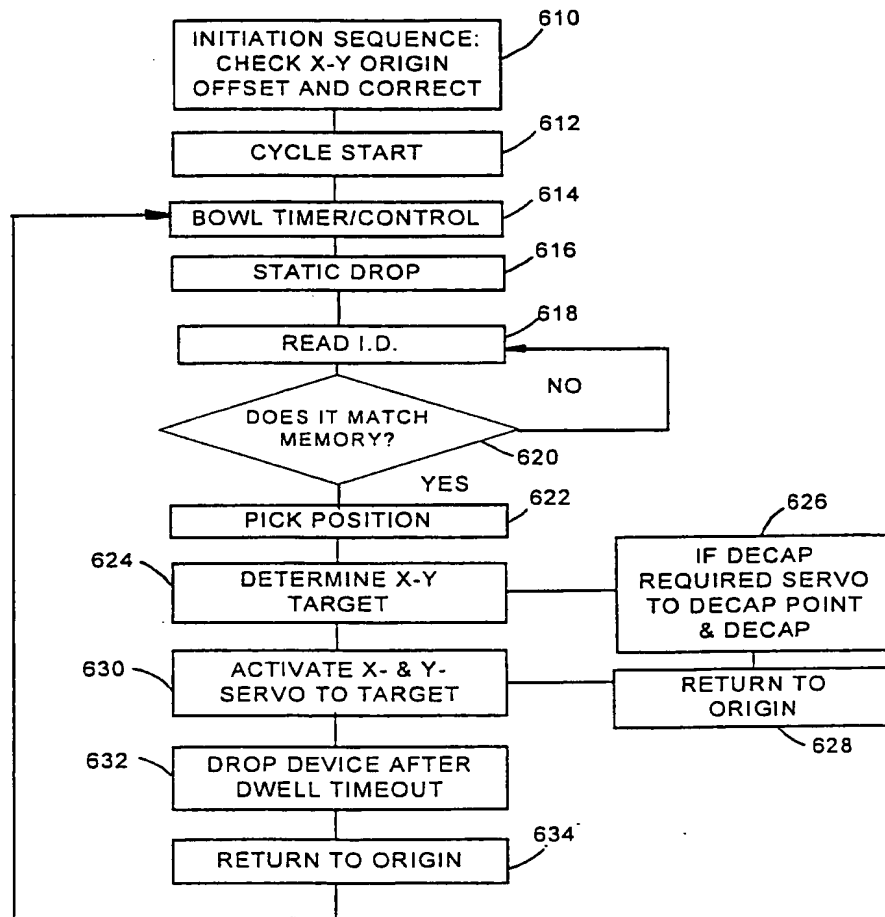 610
INITIATION SEQUENCE:
CHECK X-Y ORIGIN
OFFSET AND CORRECT
612
CYCLE START
614
BOWL TIMER/CONTROL
616
STATIC DROP
618
READ I.D.
NO
DOES IT MATCH
MEMORY?
620
YES
622
PICK POSITION
626
IF DECAP
REQUIRED SERVO
TO DECAP POINT
& DECAP
624
DETERMINE X-Y
TARGET
630
ACTIVATE X- & Y-
SERVO TO TARGET
RETURN TO
ORIGIN
628
632
DROP DEVICE AFTER
DWELL TIMEOUT
634
RETURN TO ORIGIN